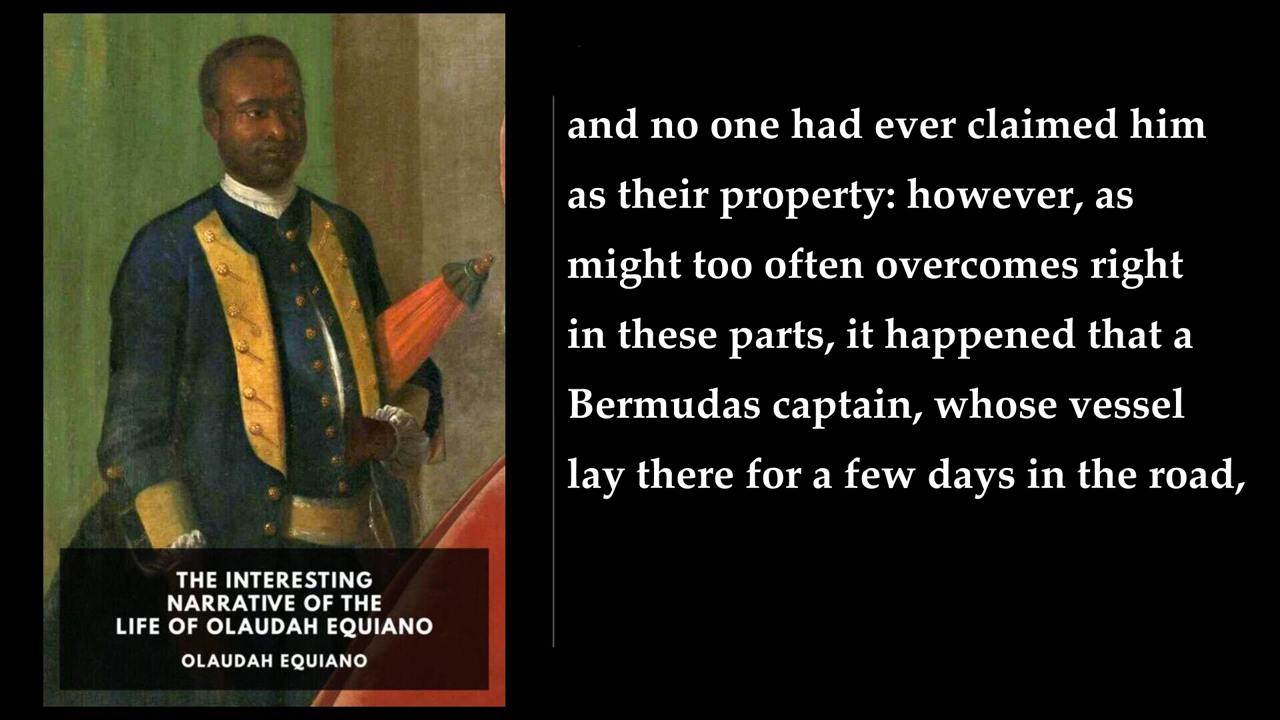 and no one had ever claimed him
as their property: however, as
might too often overcomes right
in these parts, it happened that a
Bermudas captain, whose vessel
lay there for a few days in the road,
THE INTERESTING
NARRATIVE OF THE
LIFE OF OLAUDAH EQUIANO
OLAUDAH EQUIANO